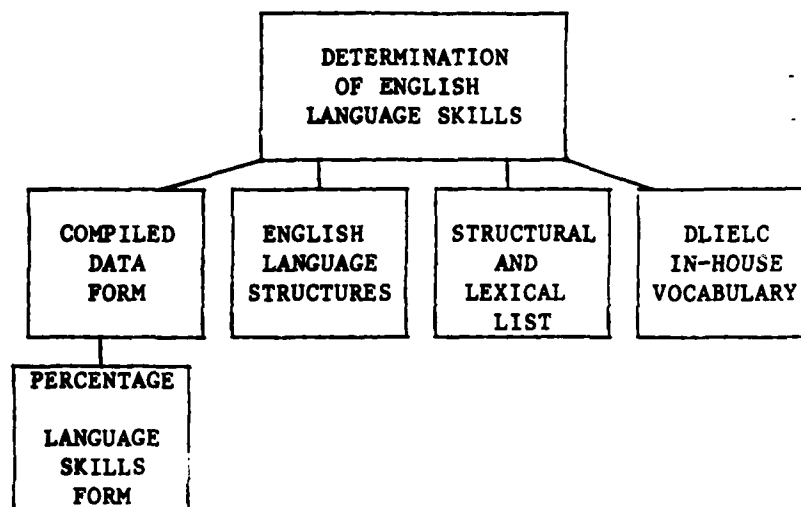 DETERMINATION
OF ENGLISH
LANGUAGE SKILLS
COMPILED
DATA
FORM
ENGLISH
LANGUAGE
STRUCTURES
STRUCTURAL
AND
LEXICAL
LIST
DLIELC
IN-HOUSE
VOCABULARY
PERCENTAGE
LANGUAGE
SKILLS
FORM